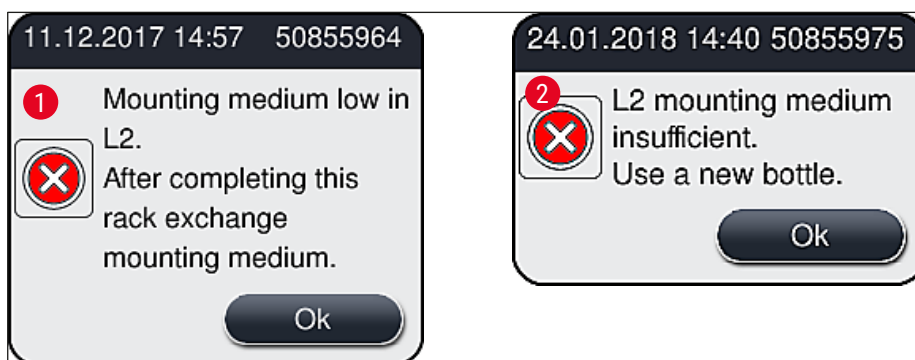 11.12.2017 14:57 50855964
1
Mounting medium low in
L2.
After completing this
rack exchange
mounting medium.
Ok
24.01.2018 14:40 50855975
2
L2 mounting medium
insufficient.
Use a new bottle.
Ok